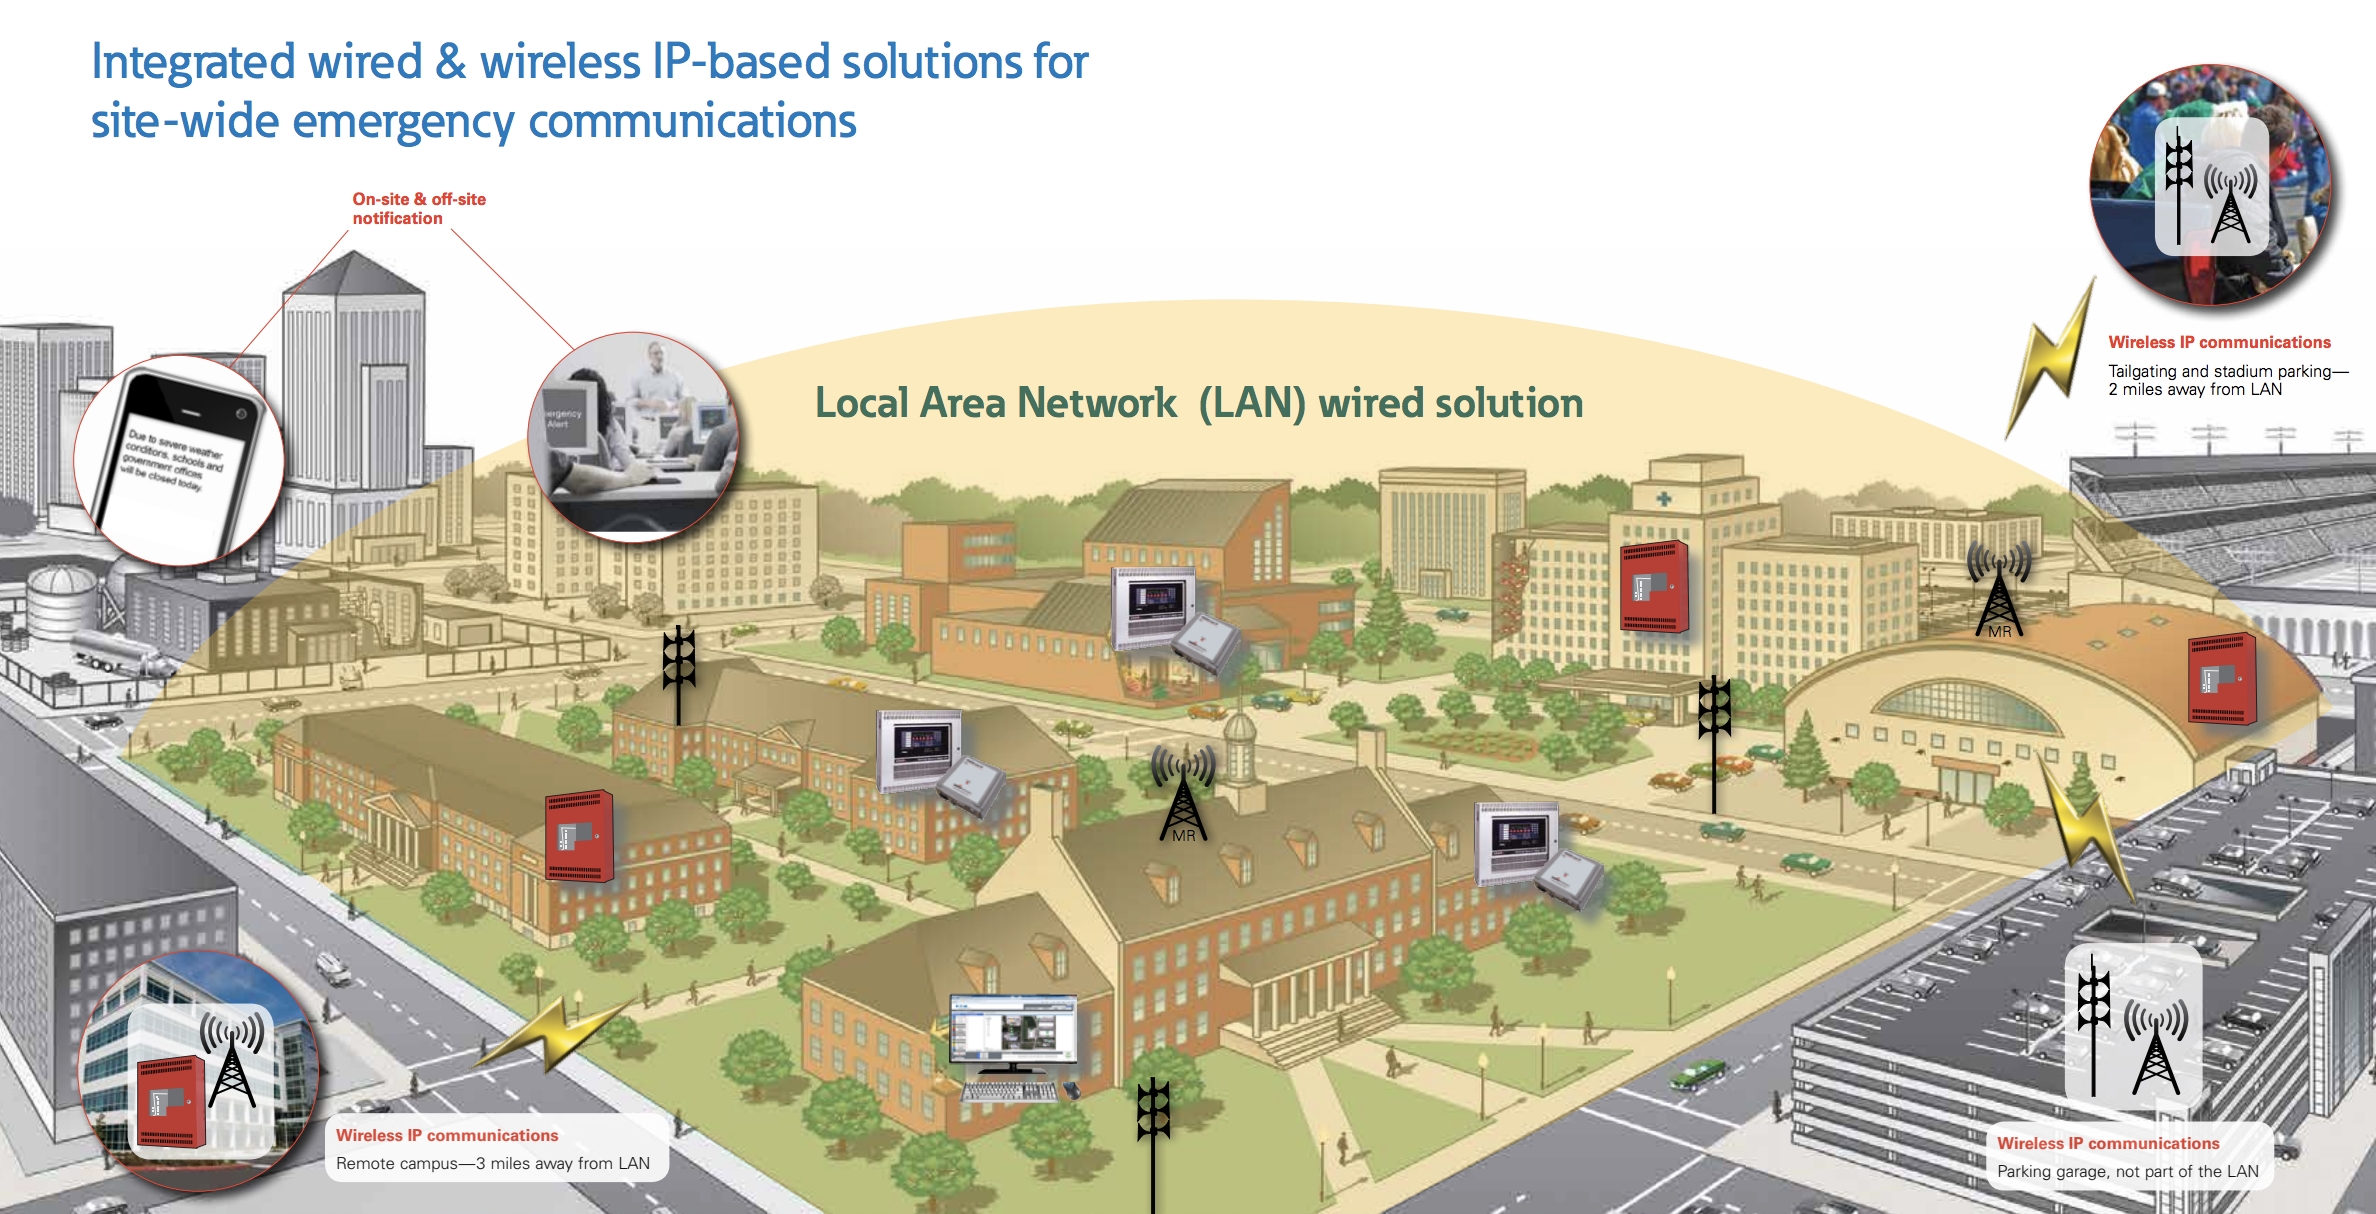 Integrated wired & wireless IP-based solutions for
site-wide emergency communications
On-site & off-site
notification
Due to severe weather
conditions, schools and
government offices
will be closed today.
ergency
Alert
Local Area Network (LAN) wired solution
Wireless IP communications
Tailgating and stadium parking—
2 miles away from LAN
MR
MR
Wireless IP communications
Remote campus—3 miles away from LAN
Wireless IP communications
Parking garage, not part of the LAN